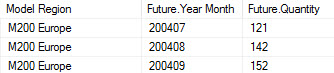 Model Region Future.Year Month Future.Quantity
M200 Europe 200407 121
M200 Europe 200408 142
M200 Europe 200409 152